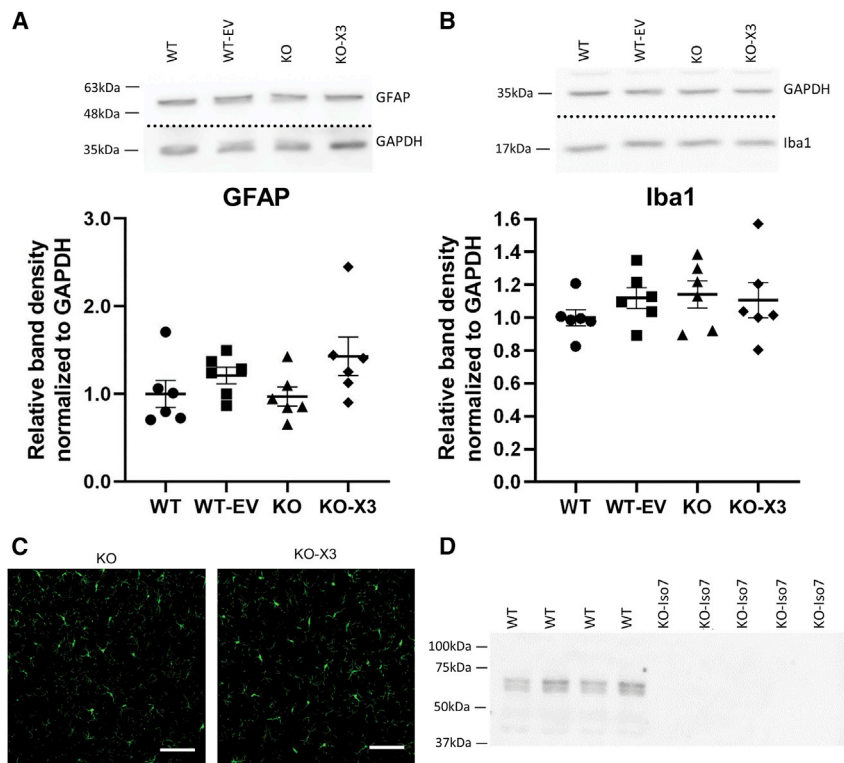 A
WT
WT-EV
KO
KO-X3
63kDa
GFAP
48kDa
GAPDH
35kDa
GFAP
Relative band density
normalized to GAPDH
3.0
2.0
1.0
0.0
WT WT-EV KO KO-X3
B
WT
WT-EV
KO
KO-X3
35kDa
GAPDH
17kDa
Iba1
Iba1
Relative band density
normalized to GAPDH
1.6
1.4
1.2
1.0
0.8
0.6
0.4
0.2
0.0
WT WT-EV KO KO-X3
C
KO
KO-X3
D
WT
WT
WT
WT
KO-Iso7
KO-Iso7
KO-Iso7
KO-Iso7
KO-Iso7
100kDa
75kDa
50kDa
37kDa